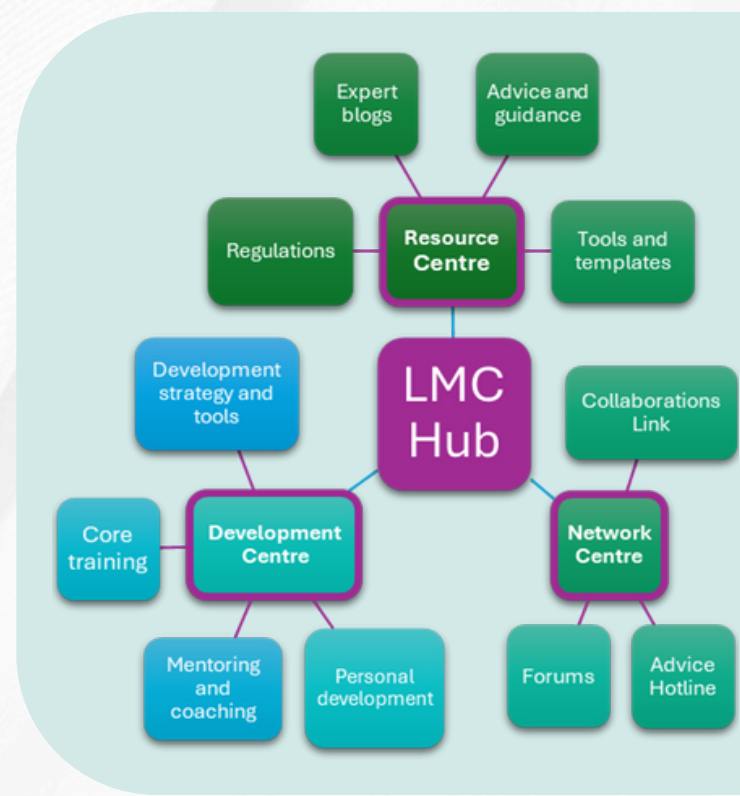 Expert
blogs
Advice and
guidance
Regulations
Resource
Centre
Tools and
templates
LMC
Hub
Development
strategy and
tools
Collaborations
Link
Core
training
Development
Centre
Network
Centre
Mentoring
and
coaching
Personal
development
Forums
Advice
Hotline